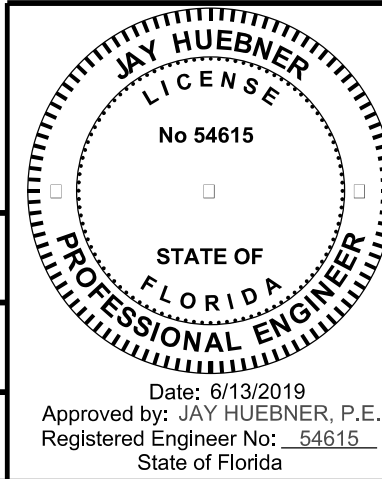 JAY HUEBNER
LICENSE
No 54615
STATE OF
FLORIDA
PROFESSIONAL ENGINEER
Date: 6/13/2019
Approved by: JAY HUEBNER, P.E.
Registered Engineer No: 54615
State of Florida